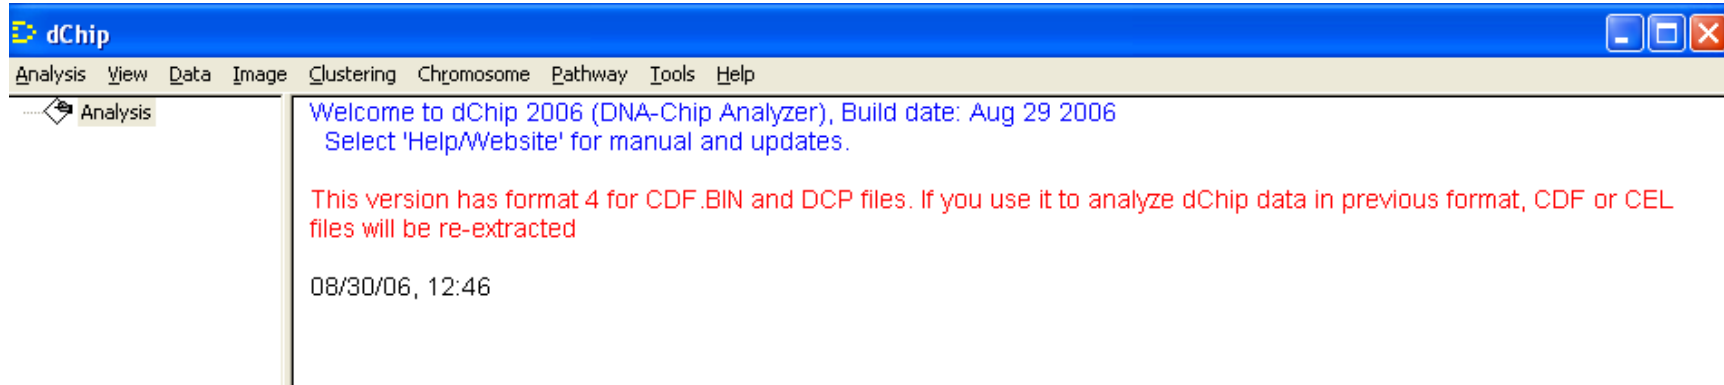 dChip
Analysis View Data Image Clustering Chromosome Pathway Tools Help
Analysis
Welcome to dChip 2006 (DNA-Chip Analyzer), Build date: Aug 29 2006
Select 'Help/Website' for manual and updates.
This version has format 4 for CDF.BIN and DCP files. If you use it to analyze dChip data in previous format, CDF or CEL
files will be re-extracted
08/30/06, 12:46